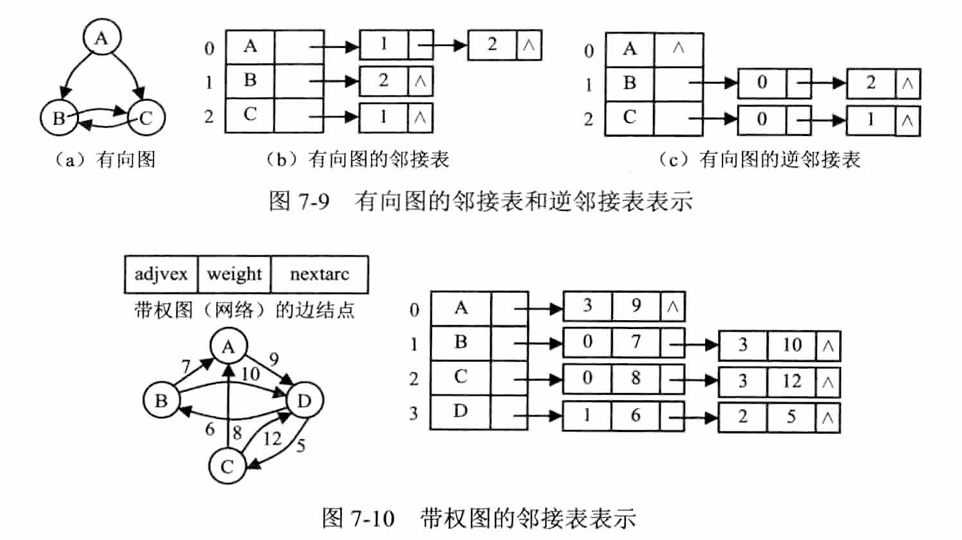 A
B
C
(a)有向图
0 A 1 2 ∧
1 B 2 ∧
2 C 1 ∧
(b)有向图的邻接表
0 A ∧
1 B 0 2 ∧
2 C 0 1 ∧
(c)有向图的逆邻接表
图 7-9 有向图的邻接表和逆邻接表表示
adjvex weight nextarc
带权图(网络)的边结点
A
7 9
10
B D
6 8 12 5
C
0 A 3 9 ∧
1 B 0 7 3 10 ∧
2 C 0 8 3 12 ∧
3 D 1 6 2 5 ∧
图 7-10 带权图的邻接表表示